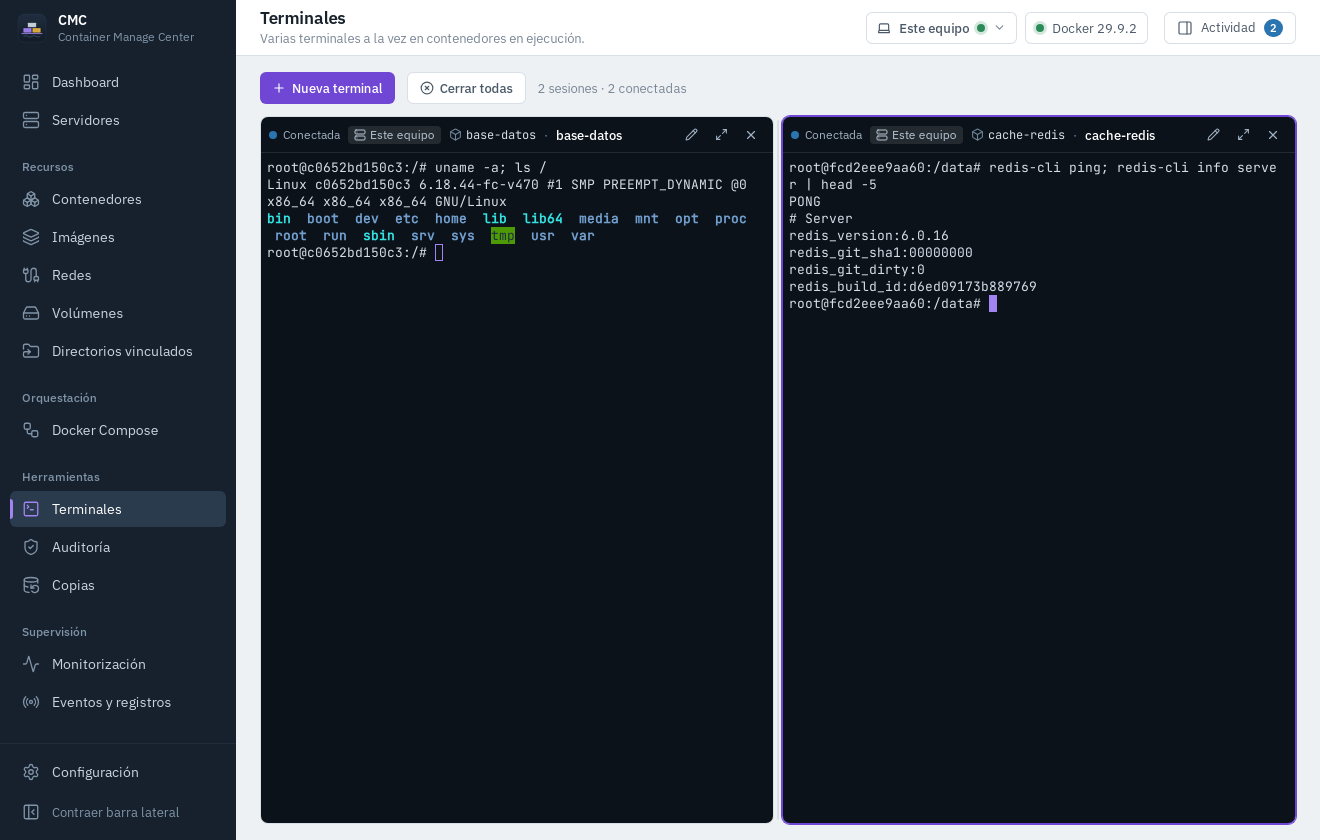 CMC
Container Manage Center
Dashboard
Servidores
Recursos
Contenedores
Imágenes
Redes
Volúmenes
Directorios vinculados
Orquestación
Docker Compose
Herramientas
Terminales
Auditoría
Copias
Supervisión
Monitorización
Eventos y registros
Configuración
Contraer barra lateral
Terminales
Varias terminales a la vez en contenedores en ejecución.
Este equipo
Docker 29.9.2
Actividad 2
Nueva terminal
Cerrar todas
2 sesiones · 2 conectadas
Conectada Este equipo base-datos · base-datos
root@c0652bd150c3:/# uname -a; ls /
Linux c0652bd150c3 6.18.44-fc-v470 #1 SMP PREEMPT_DYNAMIC @0
x86_64 x86_64 x86_64 GNU/Linux
bin boot dev etc home lib lib64 media mnt opt proc
root run sbin srv sys tmp usr var
root@c0652bd150c3:/#
Conectada Este equipo cache-redis · cache-redis
root@fcd2eee9aa60:/data# redis-cli ping; redis-cli info serve
r | head -5
PONG
# Server
redis_version:6.0.16
redis_git_sha1:00000000
redis_git_dirty:0
redis_build_id:d6ed09173b889769
root@fcd2eee9aa60:/data#